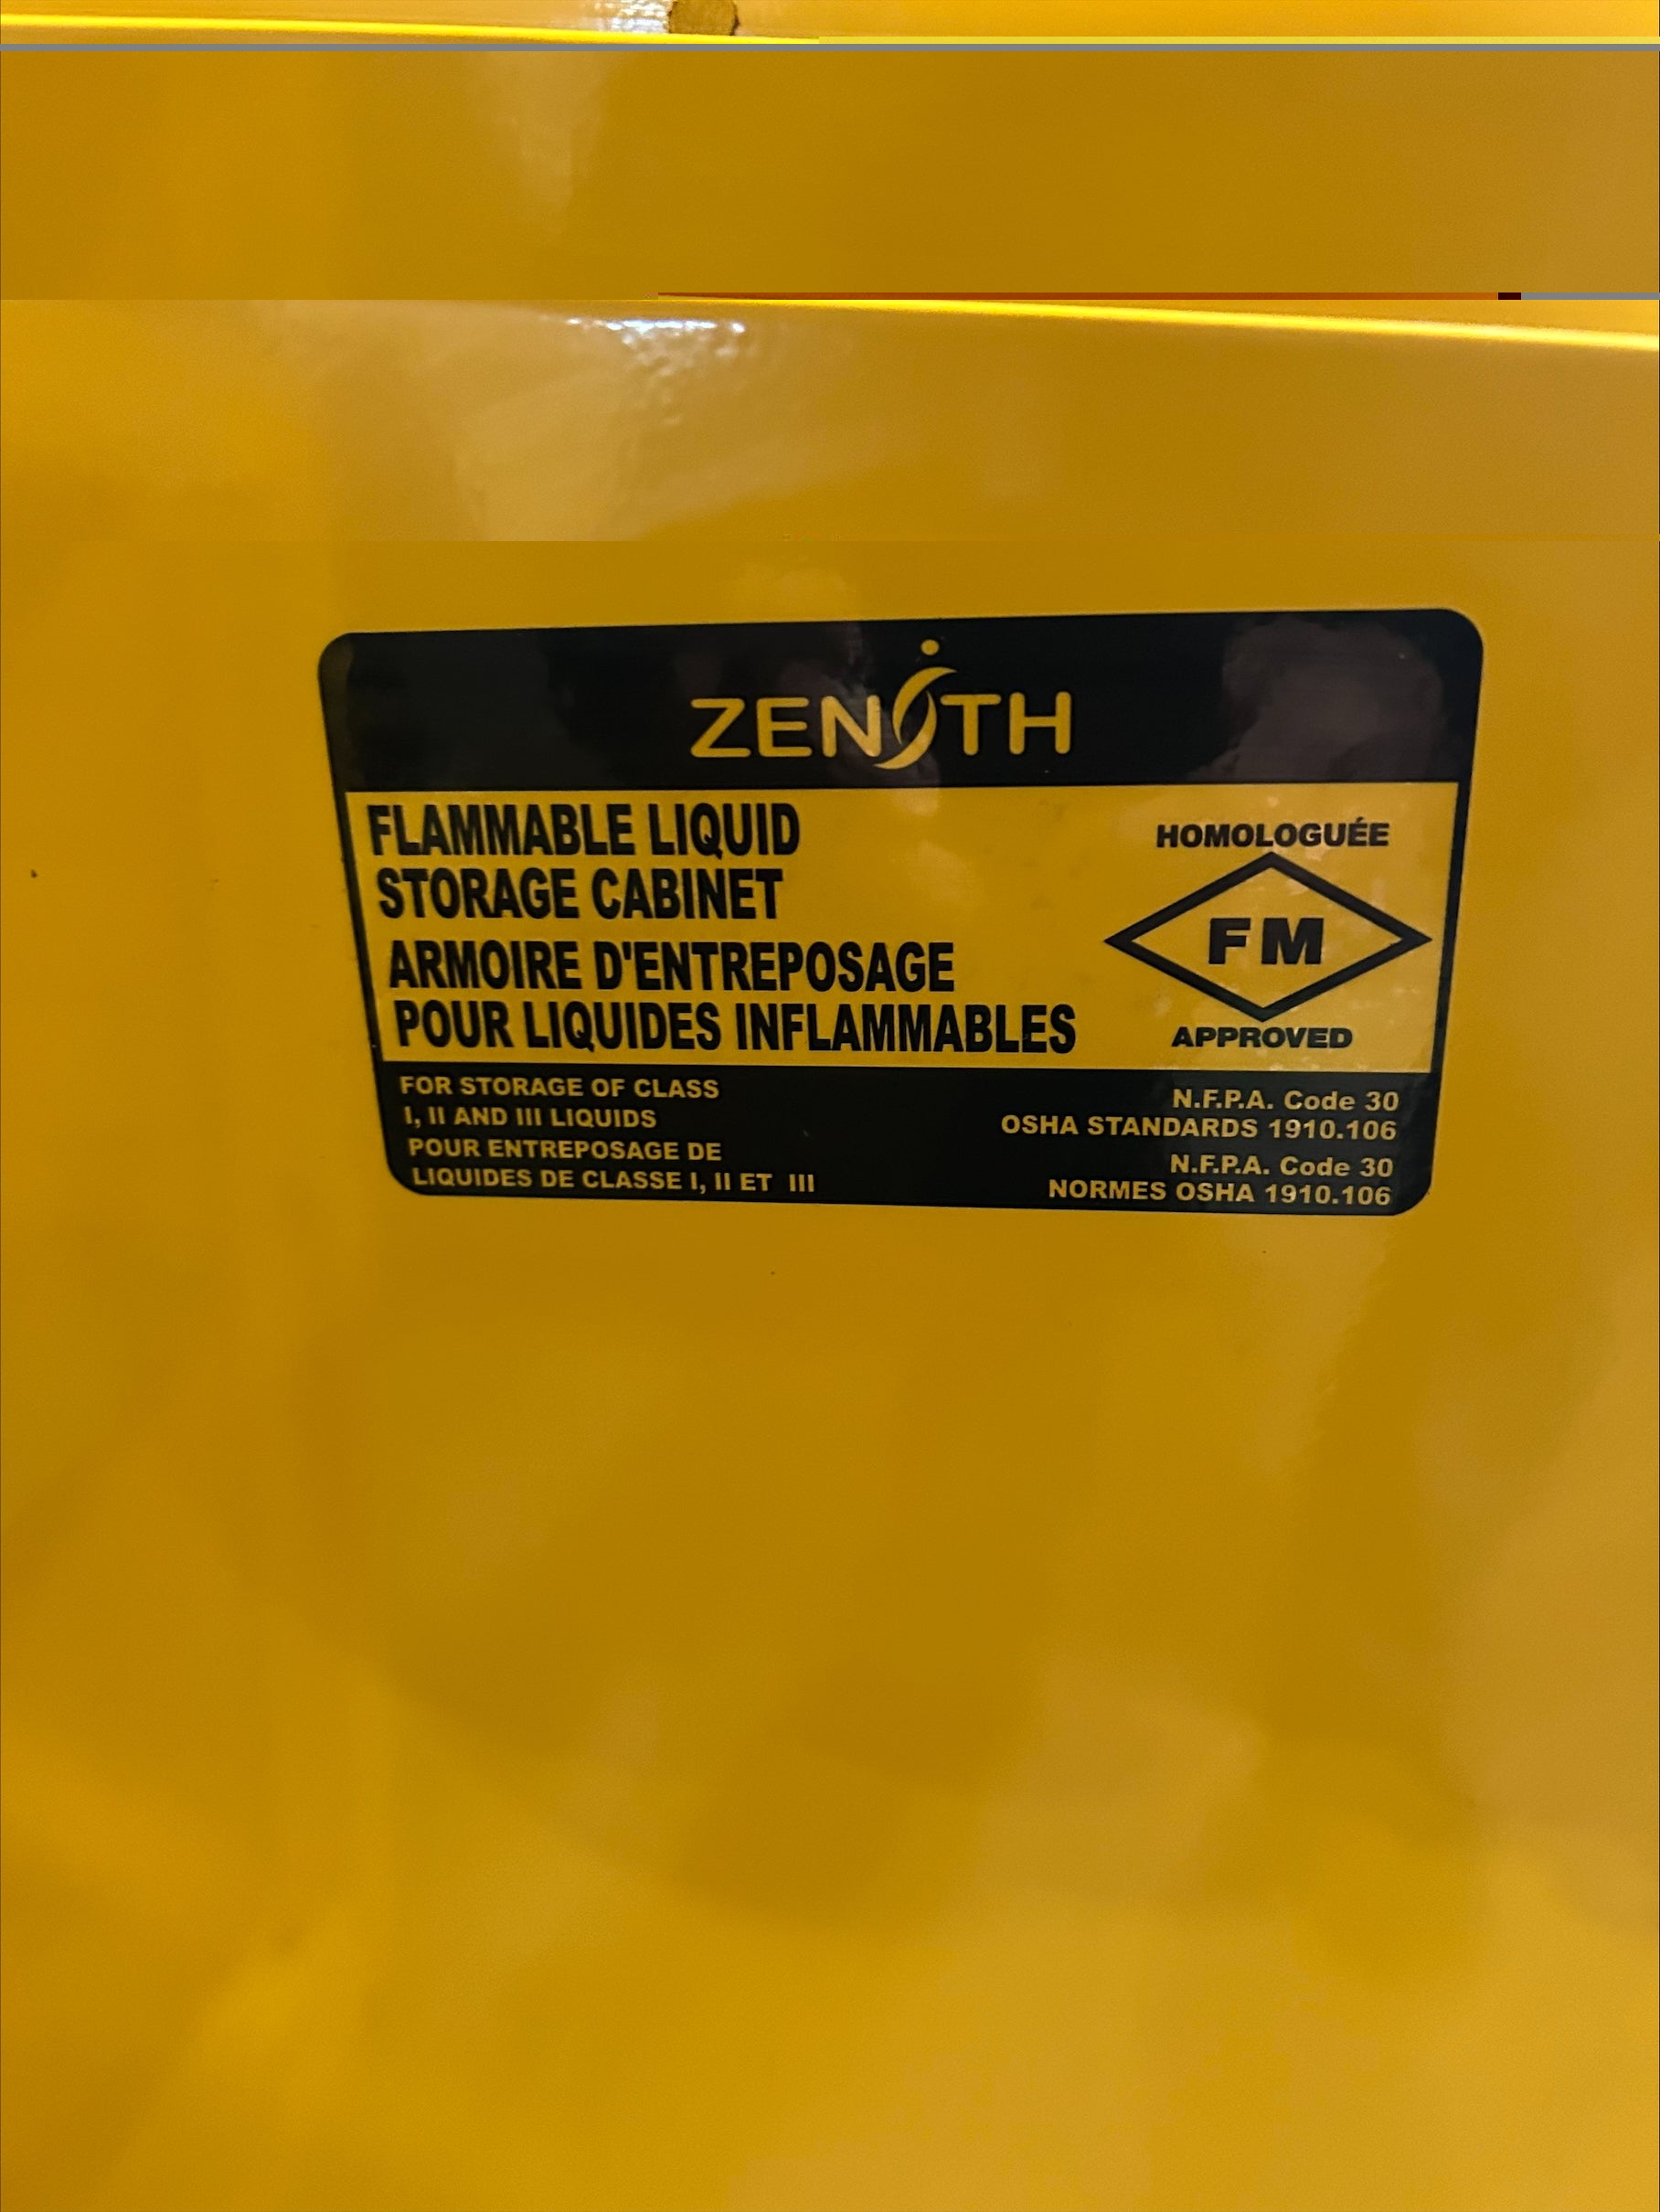 ZENITH
FLAMMABLE LIQUID
STORAGE CABINET
ARMOIRE D'ENTREPOSAGE
POUR LIQUIDES INFLAMMABLES
HOMOLOGUÉE
FM
APPROVED
FOR STORAGE OF CLASS
I, II AND III LIQUIDS
POUR ENTREPOSAGE DE
LIQUIDES DE CLASSE I, II ET III
N.F.P.A. Code 30
OSHA STANDARDS 1910.106
N.F.P.A. Code 30
NORMES OSHA 1910.106